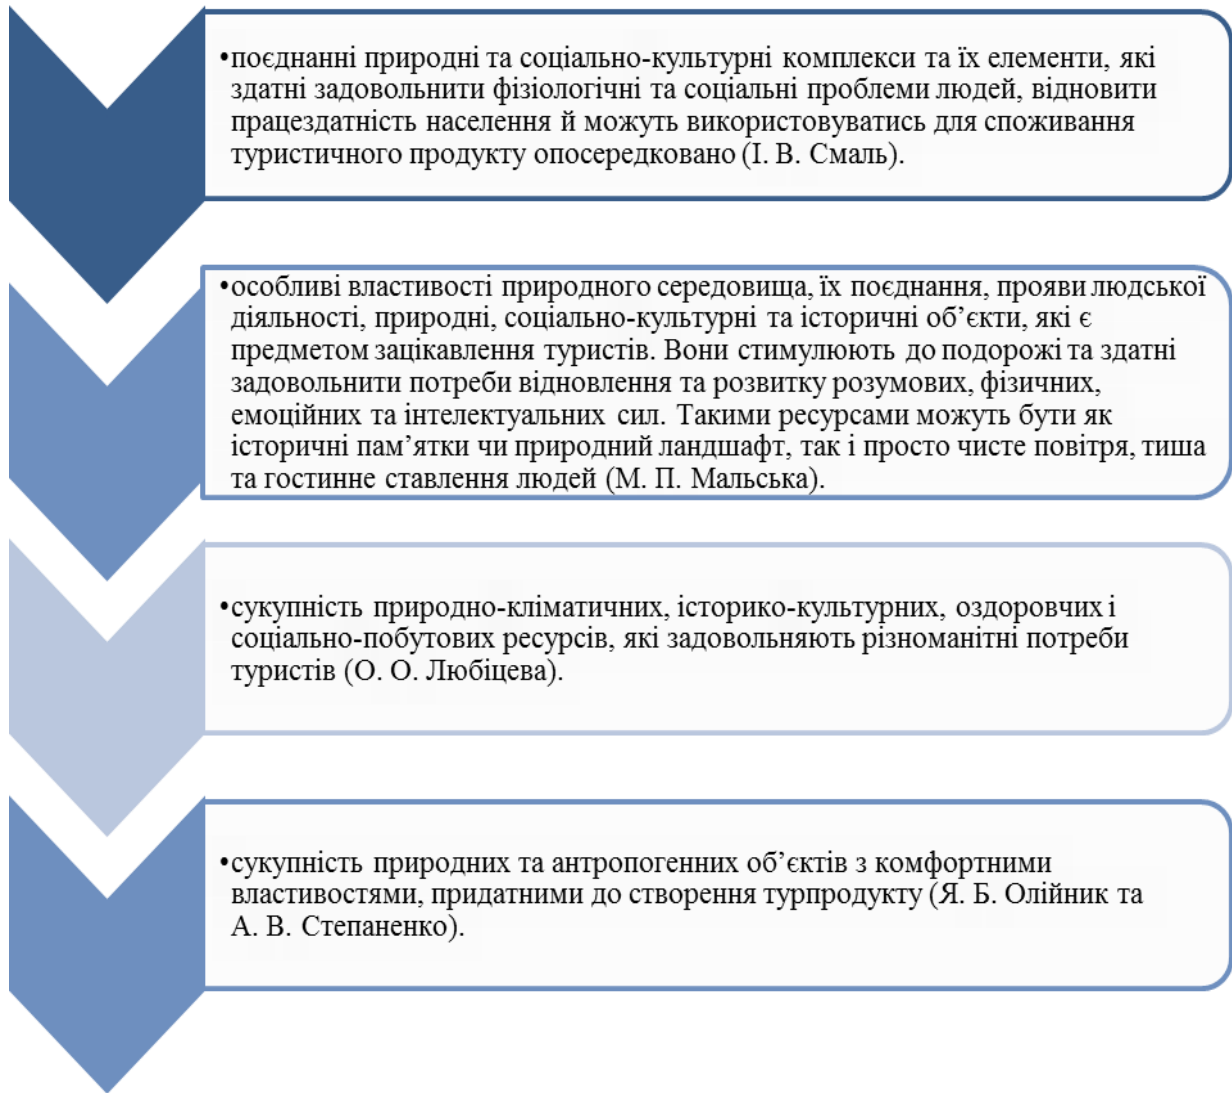 •поєднанні природні та соціально-культурні комплекси та їх елементи, які
здатні задовольнити фізіологічні та соціальні проблеми людей, відновити
працездатність населення й можуть використовуватись для споживання
туристичного продукту опосередковано (І. В. Смаль).
•особливі властивості природного середовища, їх поєднання, прояви людської
діяльності, природні, соціально-культурні та історичні об’єкти, які є
предметом зацікавлення туристів. Вони стимулюють до подорожі та здатні
задовольнити потреби відновлення та розвитку розумових, фізичних,
емоційних та інтелектуальних сил. Такими ресурсами можуть бути як
історичні пам’ятки чи природний ландшафт, так і просто чисте повітря, тиша
та гостинне ставлення людей (М. П. Мальська).
•сукупність природно-кліматичних, історико-культурних, оздоровчих і
соціально-побутових ресурсів, які задовольняють різноманітні потреби
туристів (О. О. Любіцева).
•сукупність природних та антропогенних об’єктів з комфортними
властивостями, придатними до створення турпродукту (Я. Б. Олійник та
А. В. Степаненко).